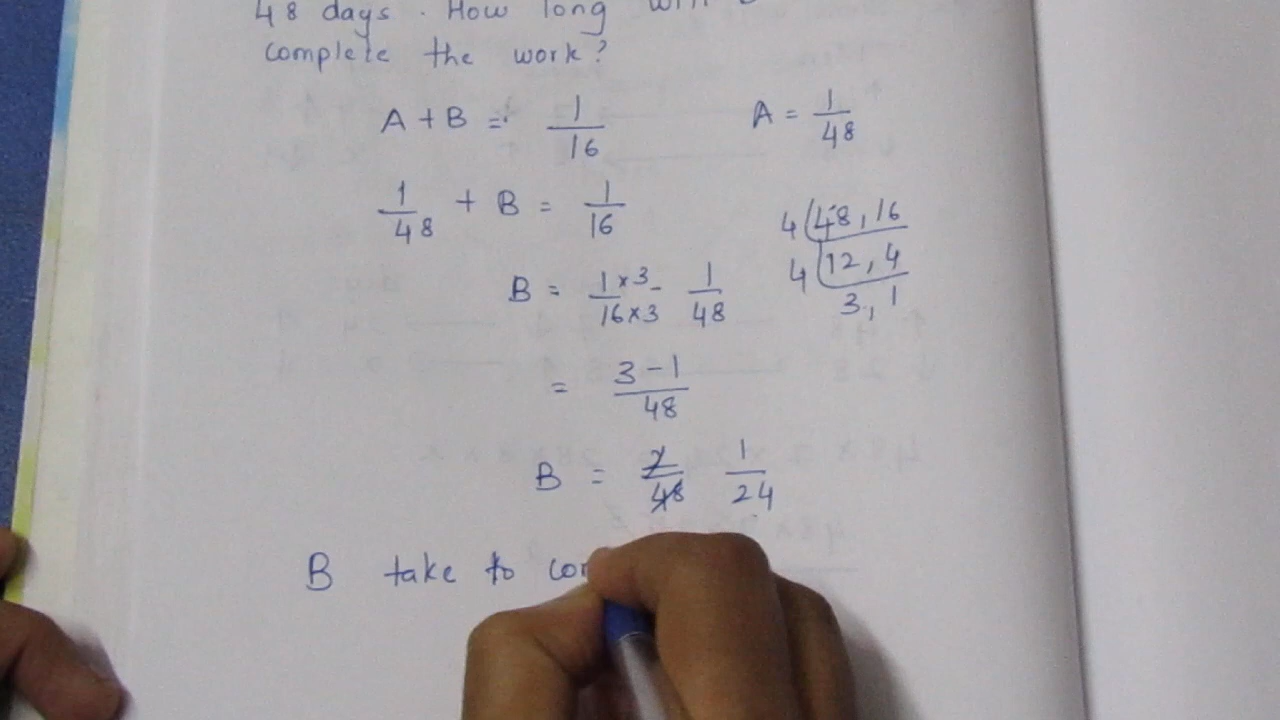 48 days. How long
complete the work?
A + B = 1/16 A = 1/48
1/48 + B = 1/16
4 | 48, 16
4 | 12, 4
3, 1
B = 1×3/16×3 - 1/48
= 3-1/48
B = 2/48 1/24
B take to